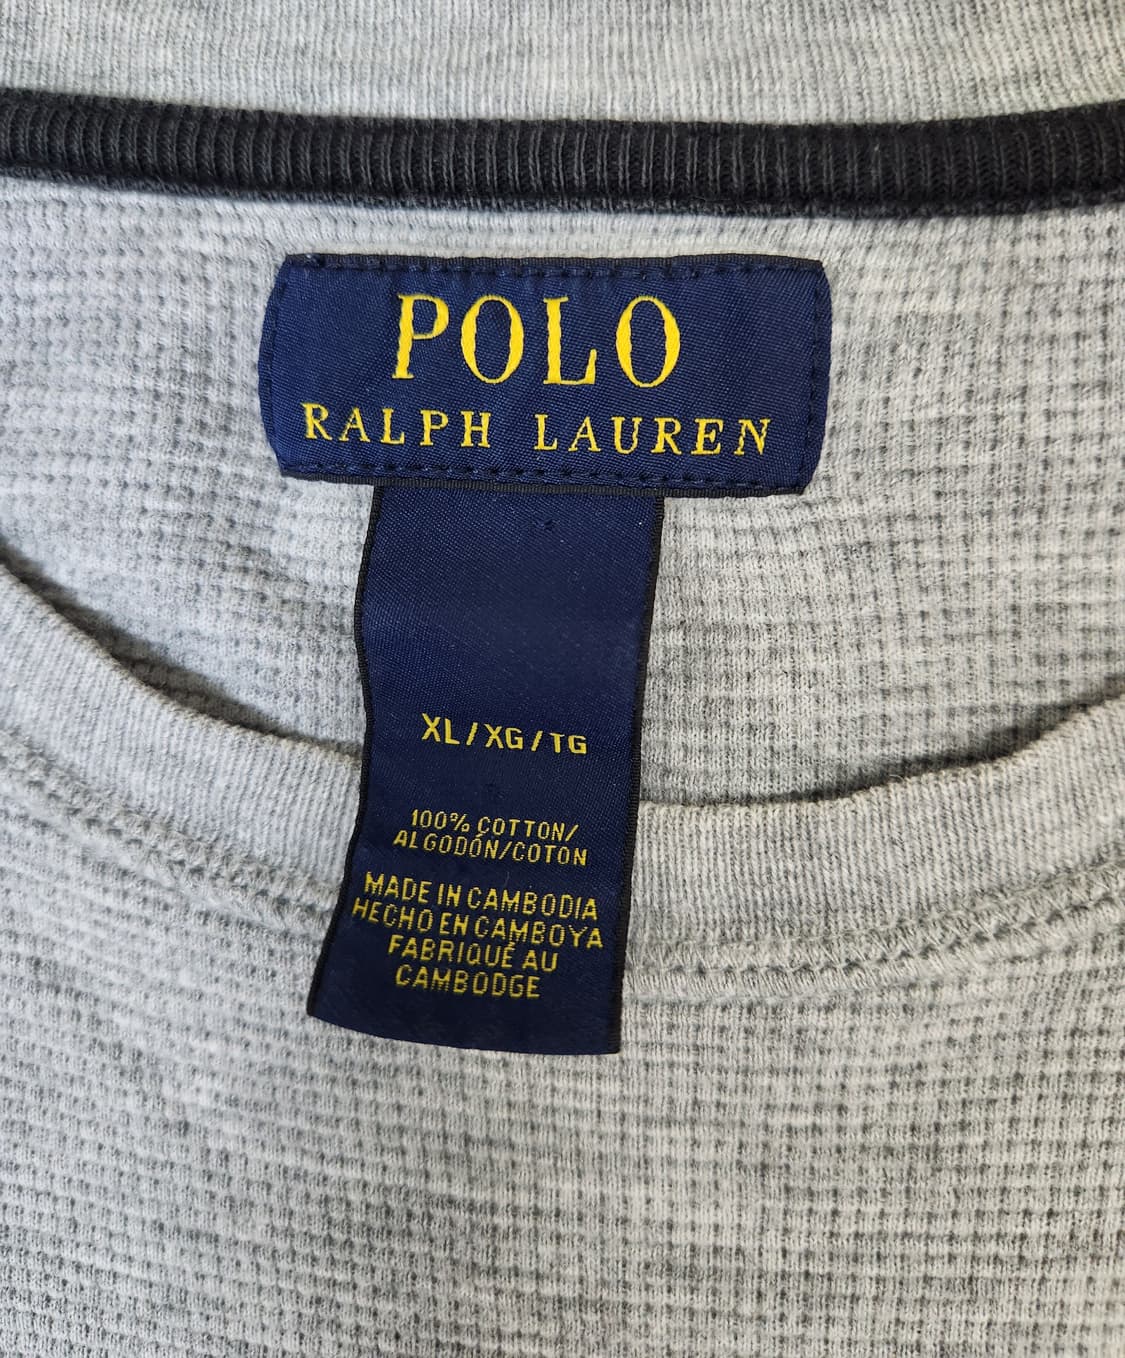 POLO
RALPH LAUREN
XL/XG/TG
100% COTTON/
ALGODÓN/COTON
MADE IN CAMBODIA
HECHO EN CAMBOYA
FABRIQUÉ AU
CAMBODGE